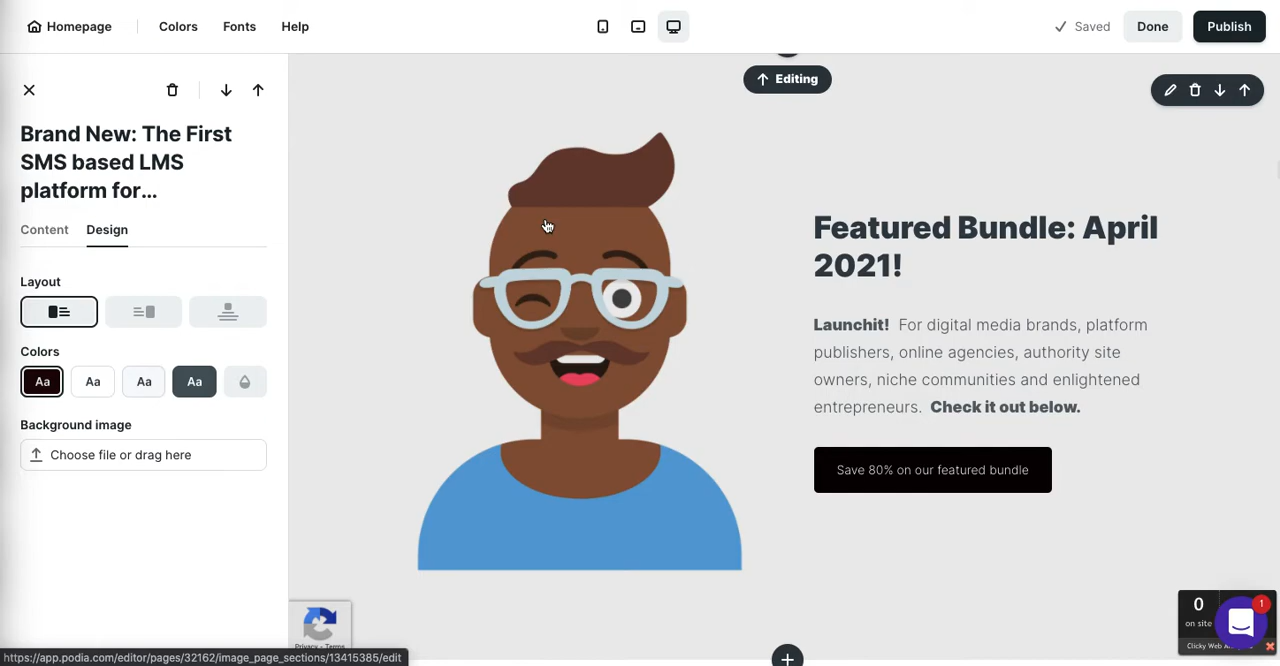 Homepage
Colors
Fonts
Help
Saved
Done
Publish
Editing
Brand New: The First
SMS based LMS
platform for...
Content
Design
Layout
Colors
Aa
Aa
Aa
Aa
Background image
Choose file or drag here
Featured Bundle: April
2021!
Launchit! For digital media brands, platform
publishers, online agencies, authority site
owners, niche communities and enlightened
entrepreneurs. Check it out below.
Save 80% on our featured bundle
Privacy - Terms
0
on site
1
Clicky Web
https://app.podia.com/editor/pages/32162/image_page_sections/13415385/edit